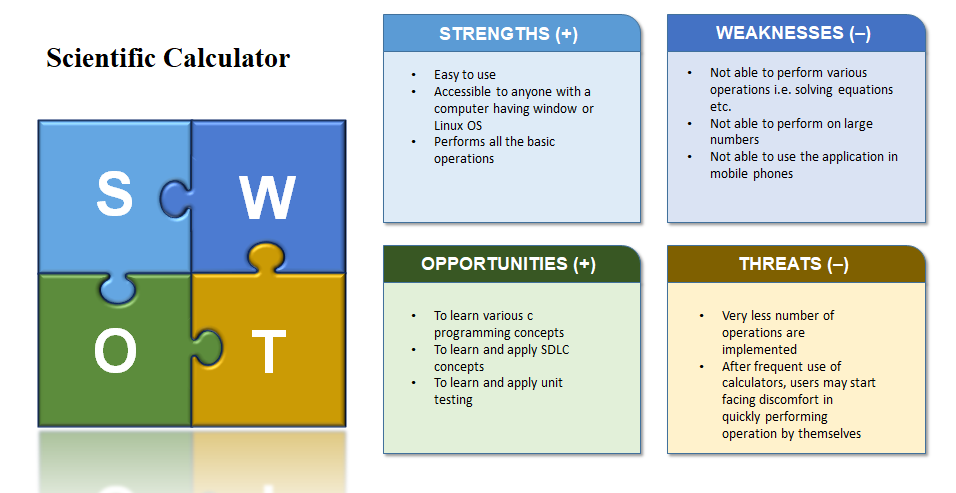 Scientific Calculator
S
W
O
T
STRENGTHS (+)
• Easy to use
• Accessible to anyone with a
computer having window or
Linux OS
• Performs all the basic
operations
WEAKNESSES (–)
• Not able to perform various
operations i.e. solving equations
etc.
• Not able to perform on large
numbers
• Not able to use the application in
mobile phones
OPPORTUNITIES (+)
• To learn various c
programming concepts
• To learn and apply SDLC
concepts
• To learn and apply unit
testing
THREATS (–)
• Very less number of
operations are
implemented
• After frequent use of
calculators, users may start
facing discomfort in
quickly performing
operation by themselves